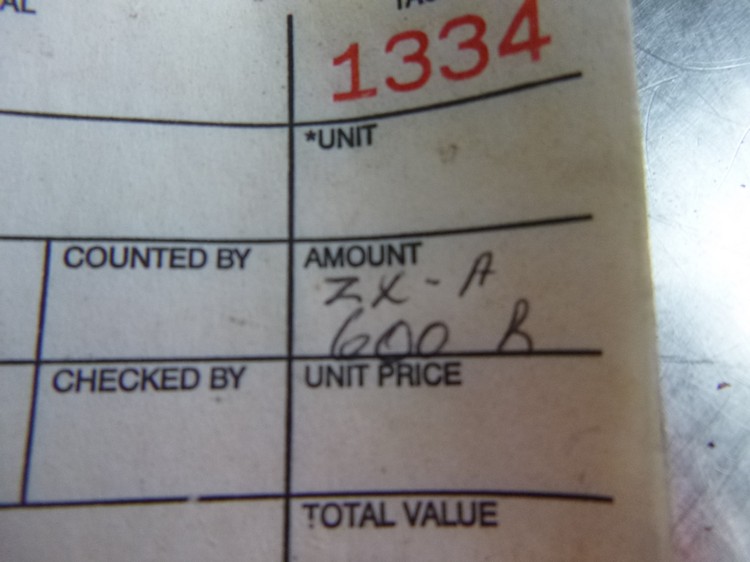 1334
*UNIT
COUNTED BY
AMOUNT
ZX-A
600 R
CHECKED BY
UNIT PRICE
TOTAL VALUE